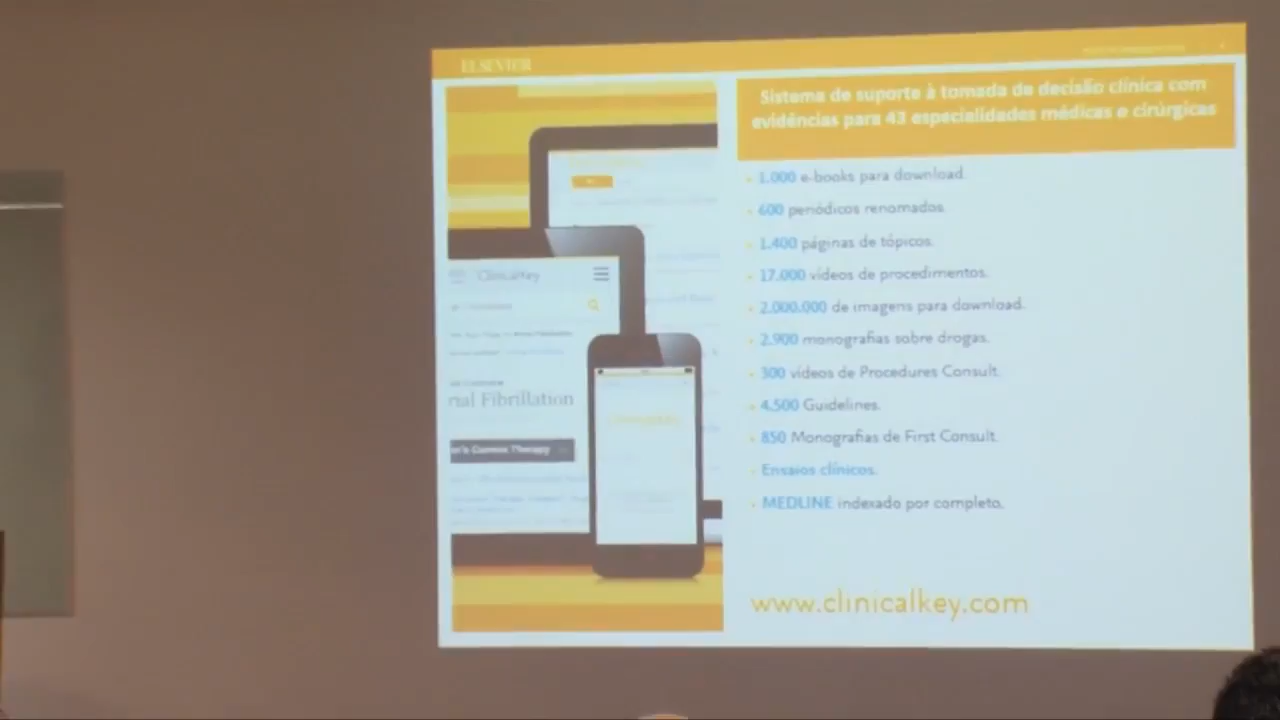 ELSEVIER
Sistema de suporte à tomada de decisão clínica com
evidências para 43 especialidades médicas e cirúrgicas
1.000 e-books para download.
600 periódicos renomados.
1.400 páginas de tópicos.
17.000 vídeos de procedimentos.
2.000.000 de imagens para download.
2.900 monografias sobre drogas.
300 vídeos de Procedures Consult.
4.500 Guidelines.
850 Monografias de First Consult.
Ensaios clínicos.
MEDLINE indexado por completo.
www.clinicalkey.com
ClinicalKey
nal Fibrillation
n's Current Therapy